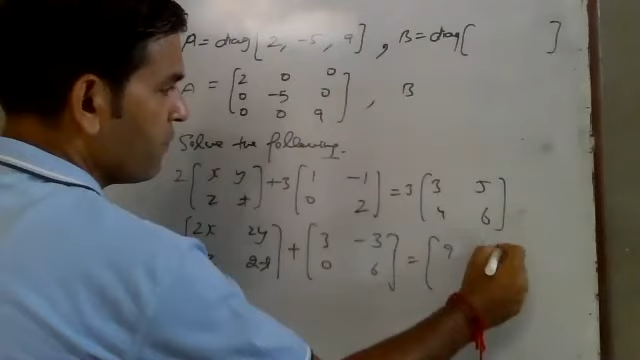 A = diag [ 2, -5, 9 ] , B = diag [ ]
A = [ 2 0 0
0 -5 0
0 0 9 ] , B
Solve the following.
2 [ x y
z t ] + 3 [ 1 -1
0 2 ] = 3 [ 3 5
4 6 ]
[ 2x 2y
2t ] + [ 3 -3
0 6 ] = [ 9